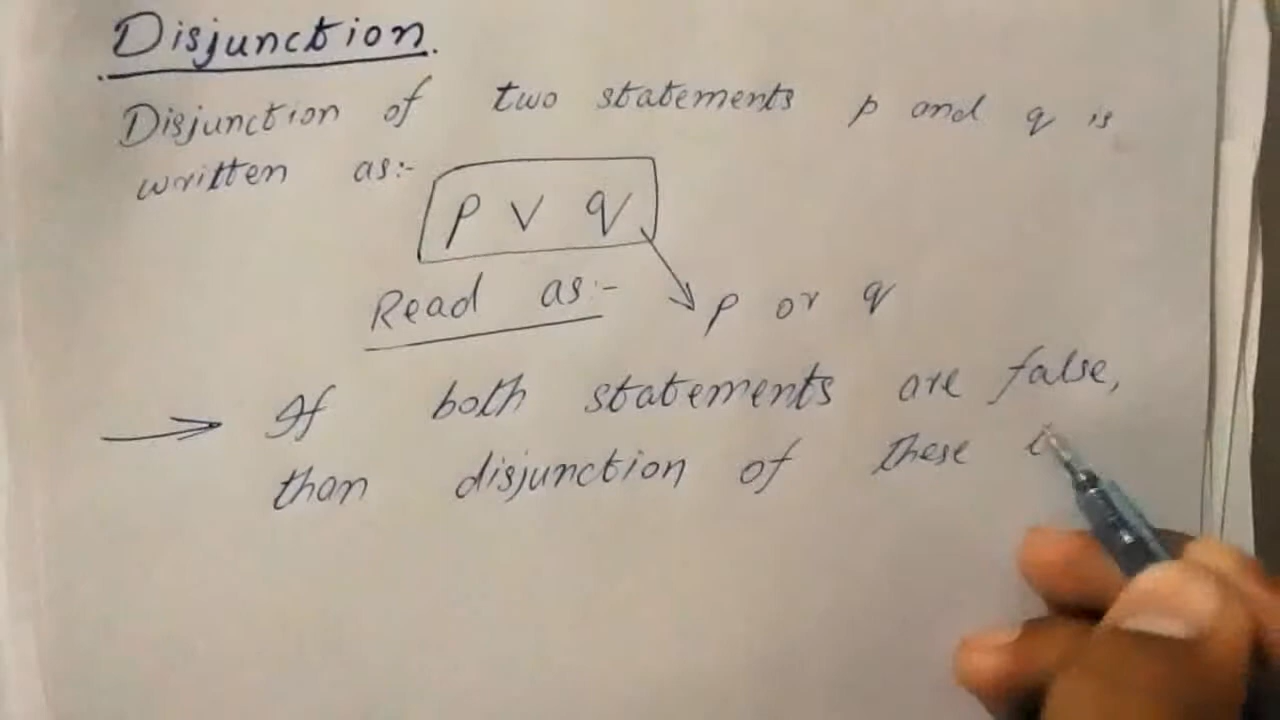 Disjunction.
Disjunction of two statements p and q is
written as:-
p ∨ q
Read as:- p or q
If both statements are false,
than disjunction of these